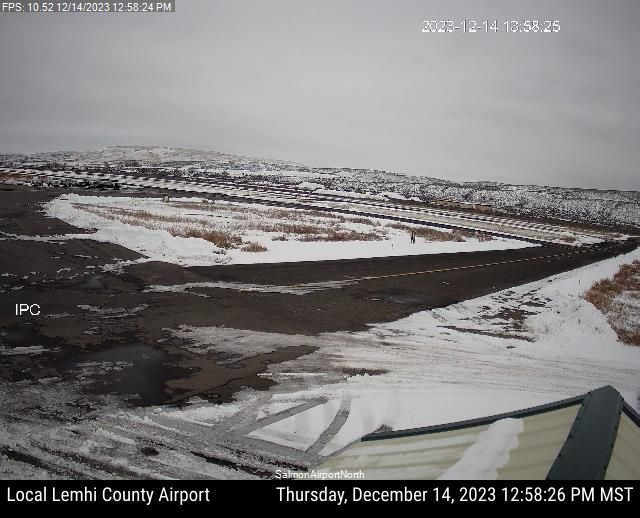 FPS: 10.52 12/14/2023 12:58:24 PM
2023-12-14 13:58:25
IPC
SalmonAirportNorth
Local Lemhi County Airport
Thursday, December 14, 2023 12:58:26 PM MST